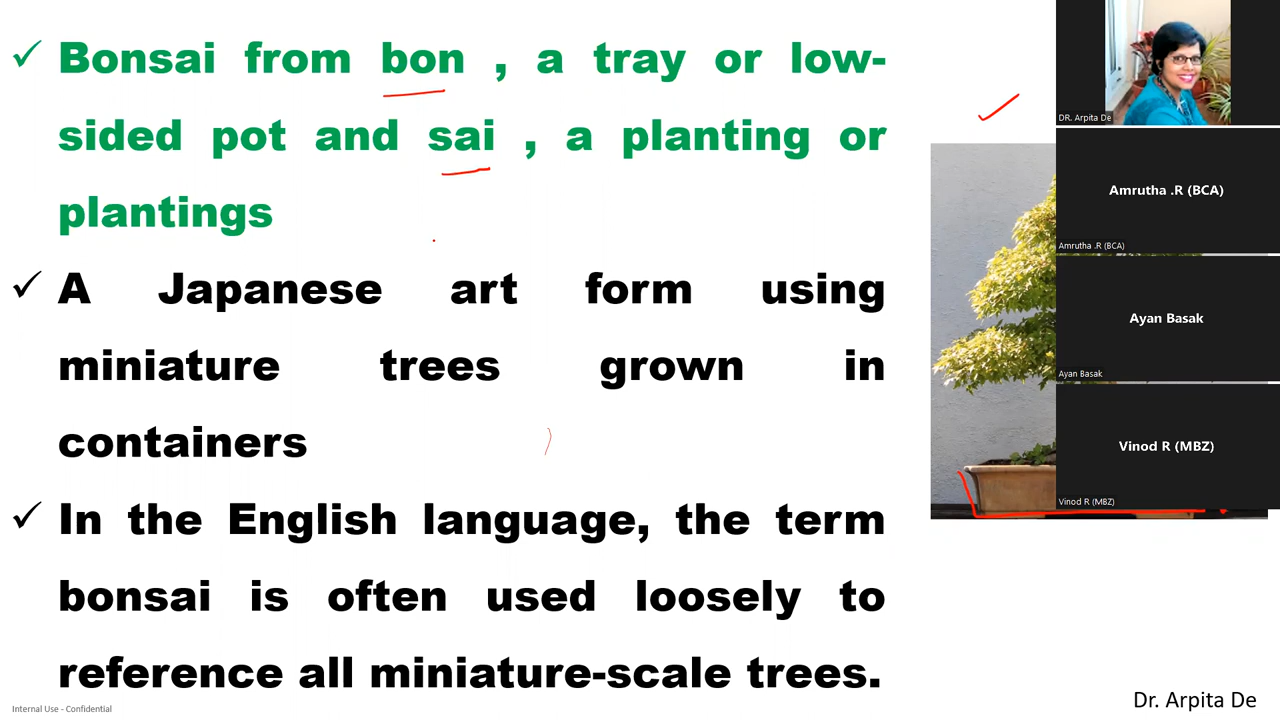 ✓ Bonsai from bon , a tray or low-
sided pot and sai , a planting or
plantings
✓ A Japanese art form using
miniature trees grown in
containers
✓ In the English language, the term
bonsai is often used loosely to
reference all miniature-scale trees.
Internal Use - Confidential
DR. Arpita De
Amrutha .R (BCA)
Amrutha .R (BCA)
Ayan Basak
Ayan Basak
Vinod R (MBZ)
Vinod R (MBZ)
Dr. Arpita De